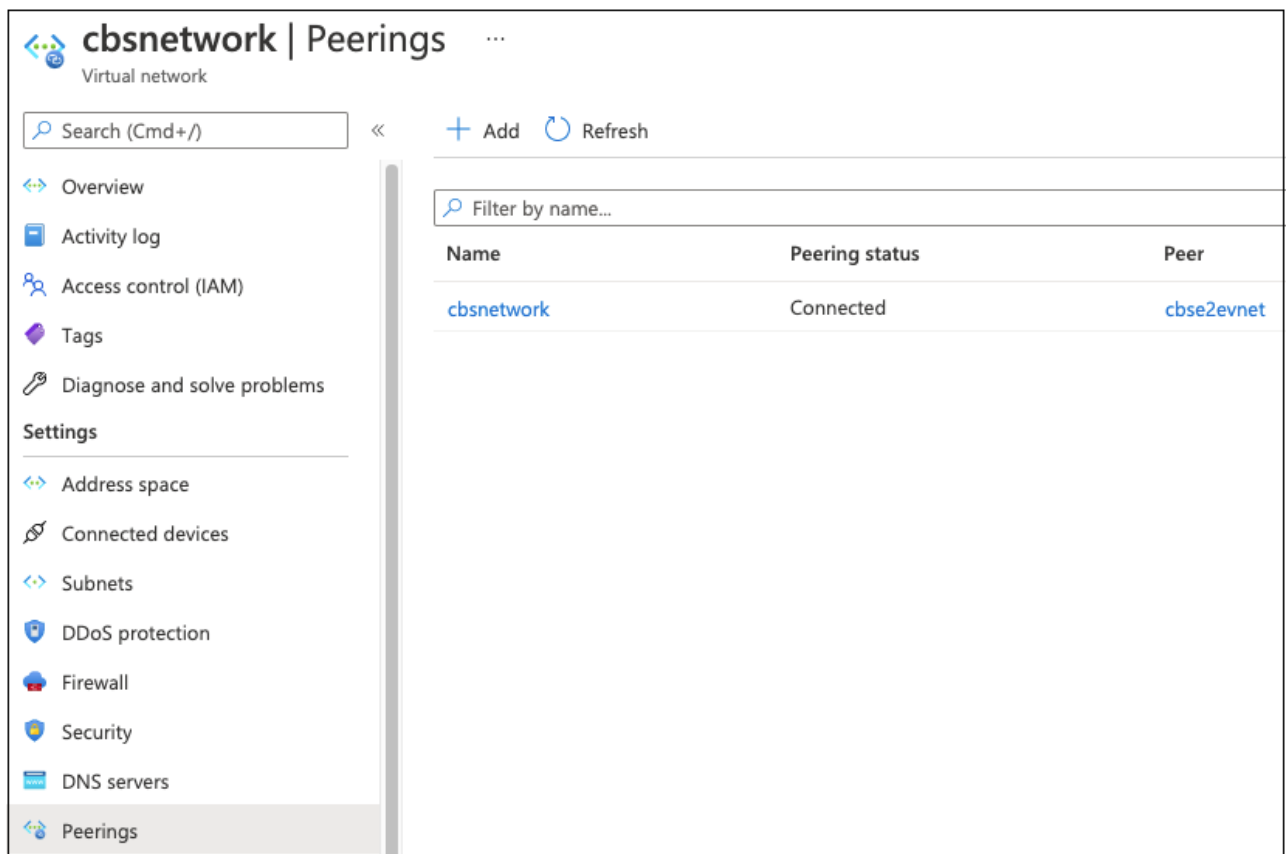 cbsnetwork | Peerings ...
Virtual network
Search (Cmd+/)
«
Overview
Activity log
Access control (IAM)
Tags
Diagnose and solve problems
Settings
Address space
Connected devices
Subnets
DDoS protection
Firewall
Security
DNS servers
Peerings
+ Add Refresh
Filter by name...
Name Peering status Peer
cbsnetwork Connected cbse2evnet